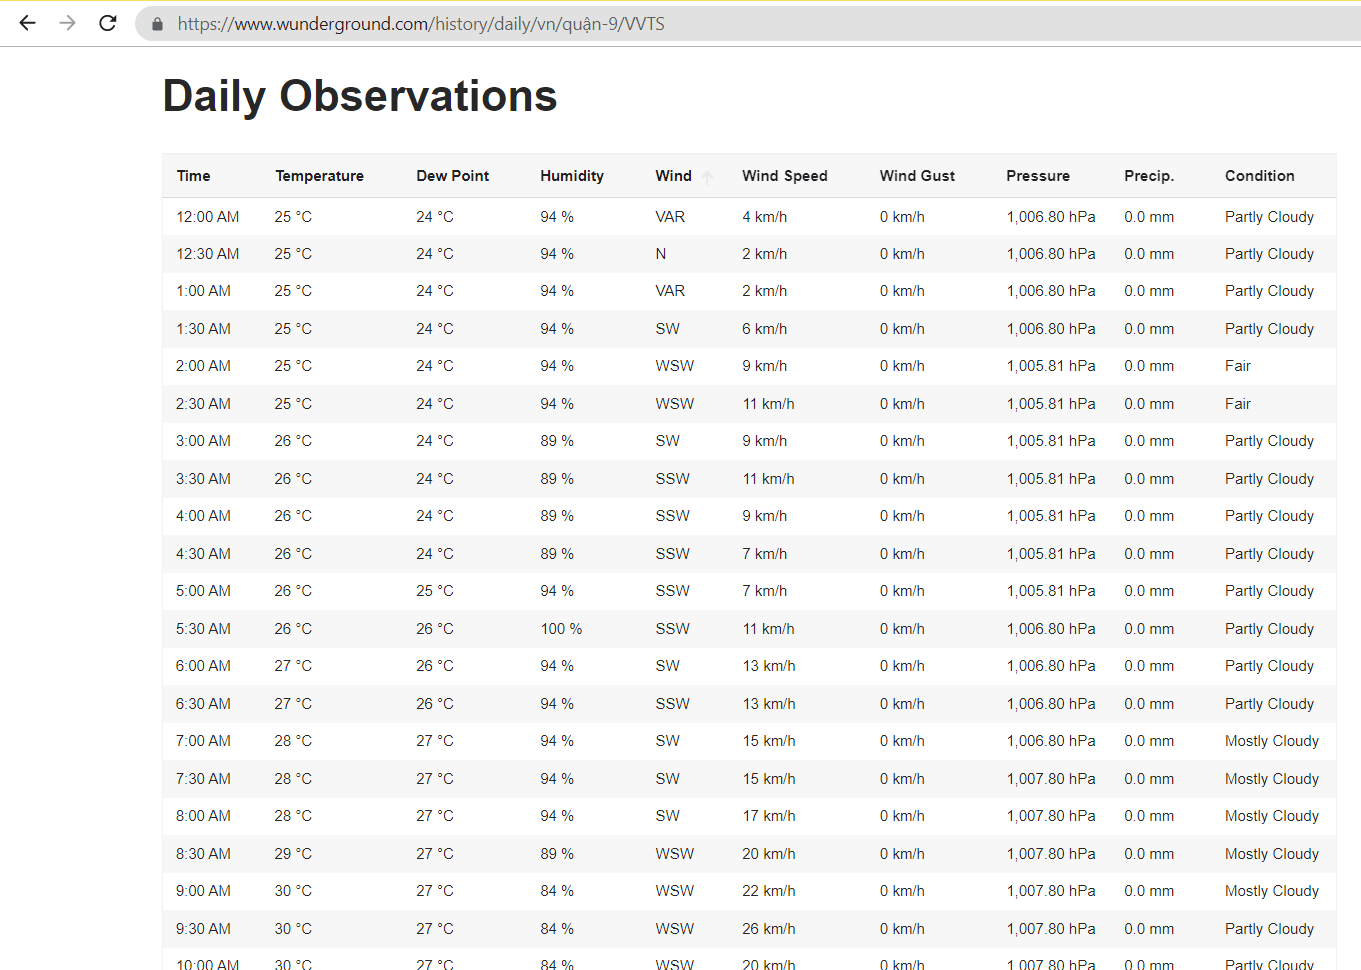 https://www.wunderground.com/history/daily/vn/quận-9/VVTS
Daily Observations
Time Temperature Dew Point Humidity Wind Wind Speed Wind Gust Pressure Precip. Condition
12:00 AM 25 °C 24 °C 94 % VAR 4 km/h 0 km/h 1,006.80 hPa 0.0 mm Partly Cloudy
12:30 AM 25 °C 24 °C 94 % N 2 km/h 0 km/h 1,006.80 hPa 0.0 mm Partly Cloudy
1:00 AM 25 °C 24 °C 94 % VAR 2 km/h 0 km/h 1,006.80 hPa 0.0 mm Partly Cloudy
1:30 AM 25 °C 24 °C 94 % SW 6 km/h 0 km/h 1,006.80 hPa 0.0 mm Partly Cloudy
2:00 AM 25 °C 24 °C 94 % WSW 9 km/h 0 km/h 1,005.81 hPa 0.0 mm Fair
2:30 AM 25 °C 24 °C 94 % WSW 11 km/h 0 km/h 1,005.81 hPa 0.0 mm Fair
3:00 AM 26 °C 24 °C 89 % SW 9 km/h 0 km/h 1,005.81 hPa 0.0 mm Partly Cloudy
3:30 AM 26 °C 24 °C 89 % SSW 11 km/h 0 km/h 1,005.81 hPa 0.0 mm Partly Cloudy
4:00 AM 26 °C 24 °C 89 % SSW 9 km/h 0 km/h 1,005.81 hPa 0.0 mm Partly Cloudy
4:30 AM 26 °C 24 °C 89 % SSW 7 km/h 0 km/h 1,005.81 hPa 0.0 mm Partly Cloudy
5:00 AM 26 °C 25 °C 94 % SSW 7 km/h 0 km/h 1,005.81 hPa 0.0 mm Partly Cloudy
5:30 AM 26 °C 26 °C 100 % SSW 11 km/h 0 km/h 1,006.80 hPa 0.0 mm Partly Cloudy
6:00 AM 27 °C 26 °C 94 % SW 13 km/h 0 km/h 1,006.80 hPa 0.0 mm Partly Cloudy
6:30 AM 27 °C 26 °C 94 % SSW 13 km/h 0 km/h 1,006.80 hPa 0.0 mm Partly Cloudy
7:00 AM 28 °C 27 °C 94 % SW 15 km/h 0 km/h 1,006.80 hPa 0.0 mm Mostly Cloudy
7:30 AM 28 °C 27 °C 94 % SW 15 km/h 0 km/h 1,007.80 hPa 0.0 mm Mostly Cloudy
8:00 AM 28 °C 27 °C 94 % SW 17 km/h 0 km/h 1,007.80 hPa 0.0 mm Mostly Cloudy
8:30 AM 29 °C 27 °C 89 % WSW 20 km/h 0 km/h 1,007.80 hPa 0.0 mm Mostly Cloudy
9:00 AM 30 °C 27 °C 84 % WSW 22 km/h 0 km/h 1,007.80 hPa 0.0 mm Mostly Cloudy
9:30 AM 30 °C 27 °C 84 % WSW 26 km/h 0 km/h 1,007.80 hPa 0.0 mm Partly Cloudy
10:00 AM 30 °C 27 °C 84 % WSW 20 km/h 0 km/h 1,007.80 hPa 0.0 mm Partly Cloudy